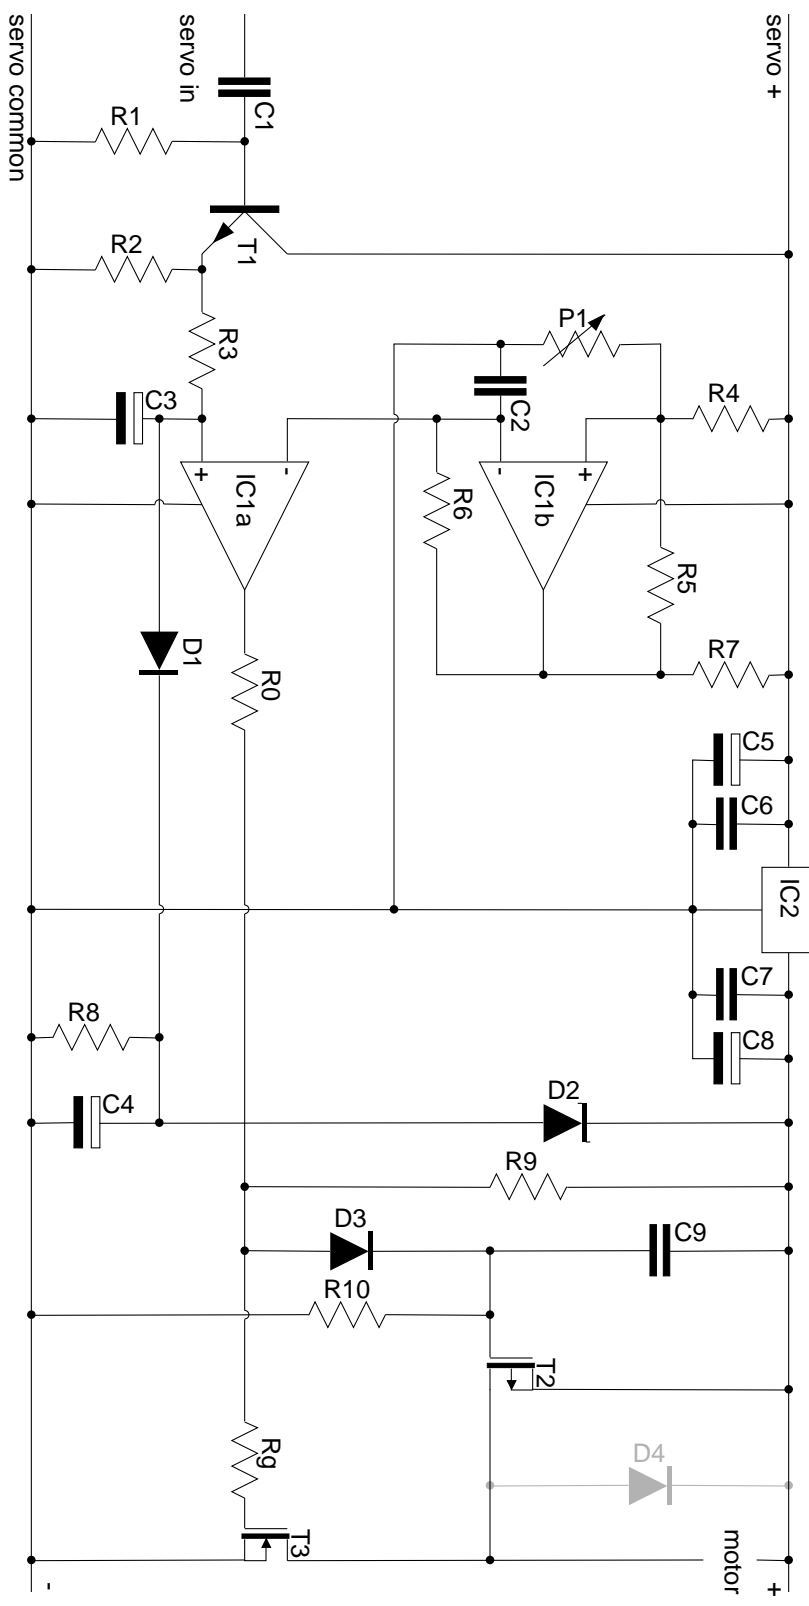 servo common
servo in
servo +
C1
R1
T1
R2
R3
P1
R4
C3
C2
+
-
-
+
IC1a
IC1b
R6
R5
D1
R0
R7
C5
C6
IC2
C7
R8
C8
C4
D2
R9
D3
C9
R10
T2
Rg
D4
T3
motor
-
+